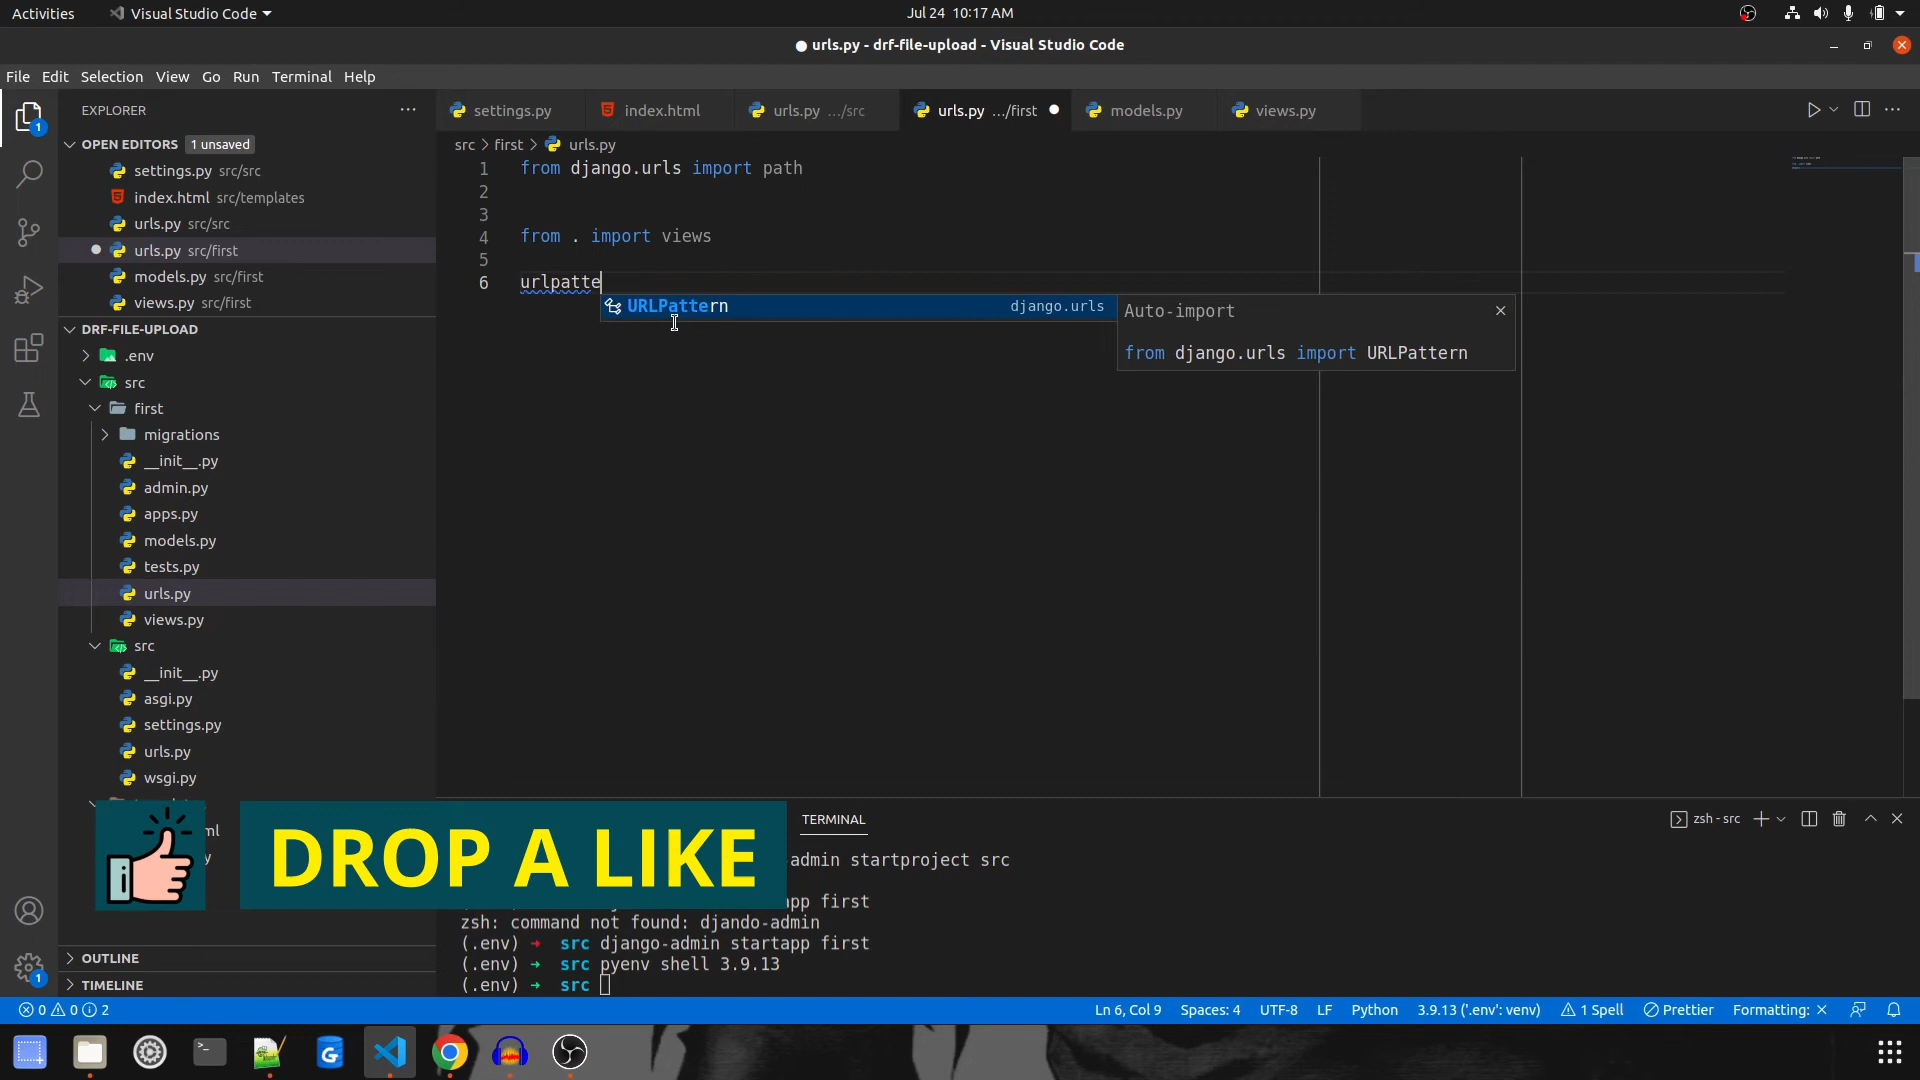 Activities
Visual Studio Code
Jul 24 10:17 AM
urls.py - drf-file-upload - Visual Studio Code
File Edit Selection View Go Run Terminal Help
1
EXPLORER
OPEN EDITORS 1 unsaved
settings.py src/src
index.html src/templates
urls.py src/src
urls.py src/first
models.py src/first
views.py src/first
DRF-FILE-UPLOAD
.env
src
first
migrations
__init__.py
admin.py
apps.py
models.py
tests.py
urls.py
views.py
src
__init__.py
asgi.py
settings.py
urls.py
wsgi.py
OUTLINE
TIMELINE
1
settings.py index.html urls.py .../src urls.py .../first models.py views.py
src > first > urls.py
1 from django.urls import path
2
3
4 from . import views
5
6 urlpatte
URLPattern django.urls
Auto-import
from django.urls import URLPattern
DROP A LIKE
TERMINAL
zsh - src
admin startproject src
pp first
zsh: command not found: djando-admin
(.env) ➜ src django-admin startapp first
(.env) ➜ src pyenv shell 3.9.13
(.env) ➜ src
0 0 2
Ln 6, Col 9 Spaces: 4 UTF-8 LF Python 3.9.13 ('.env': venv) 1 Spell Prettier Formatting: ×